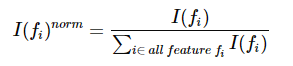 I(f_i)^{norm} = \frac{I(f_i)}{\sum_{i \in all\ feature\ f_i} I(f_i)}